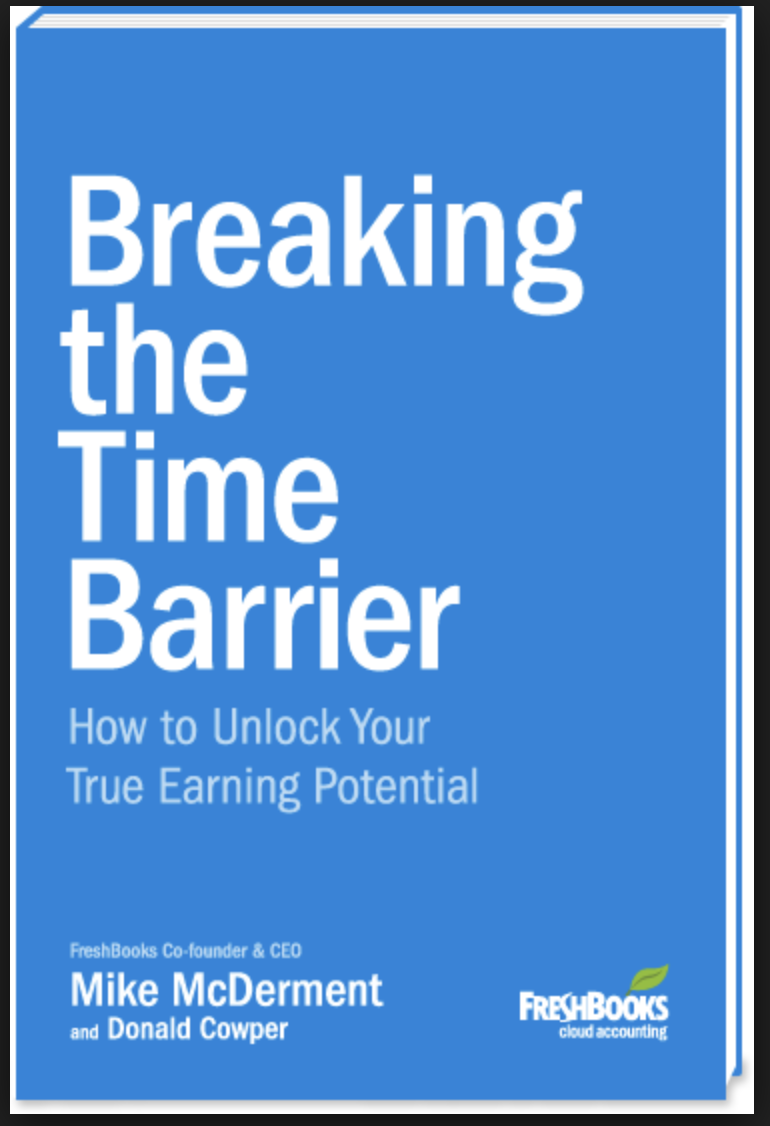 Breaking
the
Time
Barrier
How to Unlock Your
True Earning Potential
FreshBooks Co-founder & CEO
Mike McDerment
and Donald Cowper
FRESHBOOKS
cloud accounting